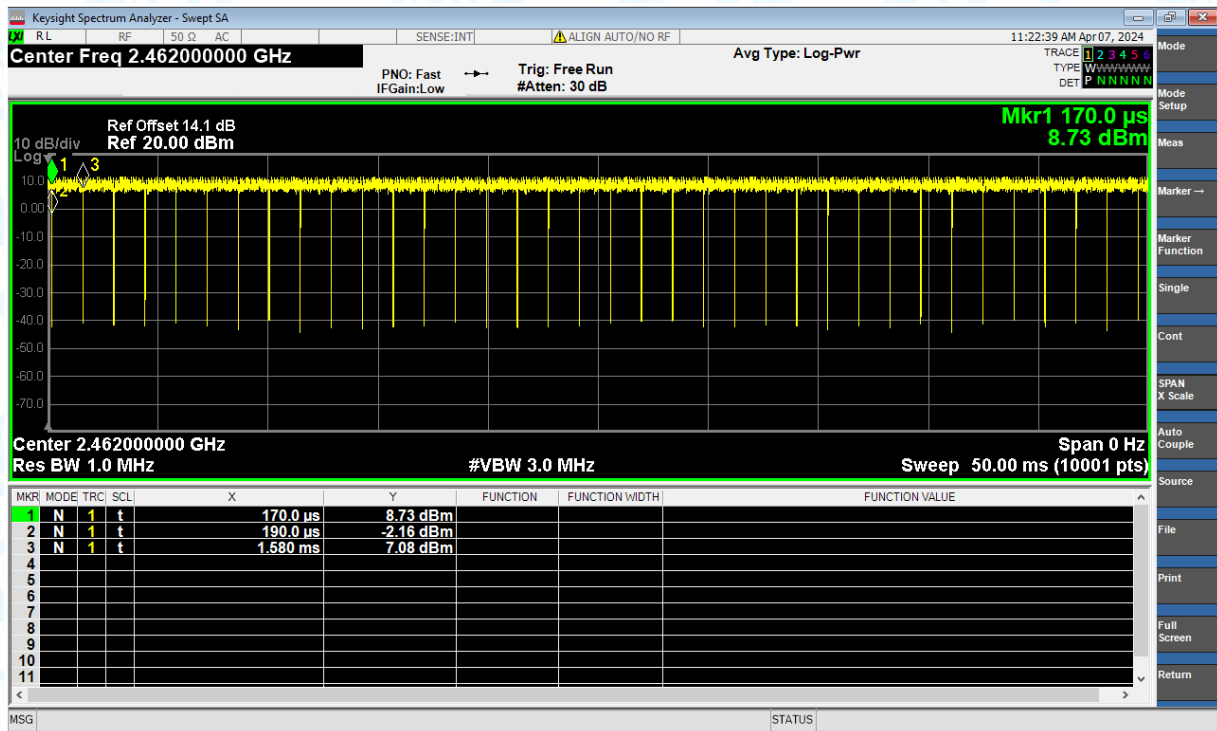 Keysight Spectrum Analyzer - Swept SA
LXI RL RF 50 Ω AC SENSE:INT ALIGN AUTO/NO RF 11:22:39 AM Apr 07, 2024
Center Freq 2.462000000 GHz
PNO: Fast
IFGain:Low
Trig: Free Run
#Atten: 30 dB
Avg Type: Log-Pwr
TRACE 1 2 3 4 5 6
TYPE WWWWWW
DET P N N N N N
Ref Offset 14.1 dB
10 dB/div Ref 20.00 dBm
Log
Mkr1 170.0 µs
8.73 dBm
1 3
10.0
2
0.00
-10.0
-20.0
-30.0
-40.0
-50.0
-60.0
-70.0
Center 2.462000000 GHz Span 0 Hz
Res BW 1.0 MHz #VBW 3.0 MHz Sweep 50.00 ms (10001 pts)
MKR MODE TRC SCL X Y FUNCTION FUNCTION WIDTH FUNCTION VALUE
1 N 1 t 170.0 µs 8.73 dBm
2 N 1 t 190.0 µs -2.16 dBm
3 N 1 t 1.580 ms 7.08 dBm
4
5
6
7
8
9
10
11
MSG STATUS
Mode
Mode
Setup
Meas
Marker →
Marker
Function
Single
Cont
SPAN
X Scale
Auto
Couple
Source
File
Print
Full
Screen
Return